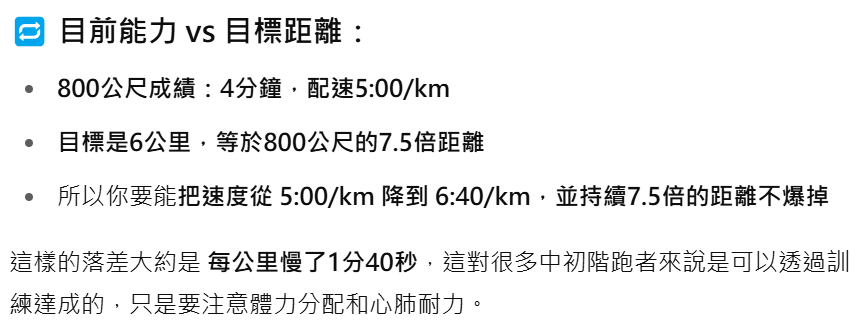 目前能力 vs 目標距離：
800公尺成績：4分鐘，配速5:00/km
目標是6公里，等於800公尺的7.5倍距離
所以你要能把速度從 5:00/km 降到 6:40/km，並持續7.5倍的距離不爆掉
這樣的落差大約是 每公里慢了1分40秒，這對很多中初階跑者來說是可以透過訓
練達成的，只是要注意體力分配和心肺耐力。